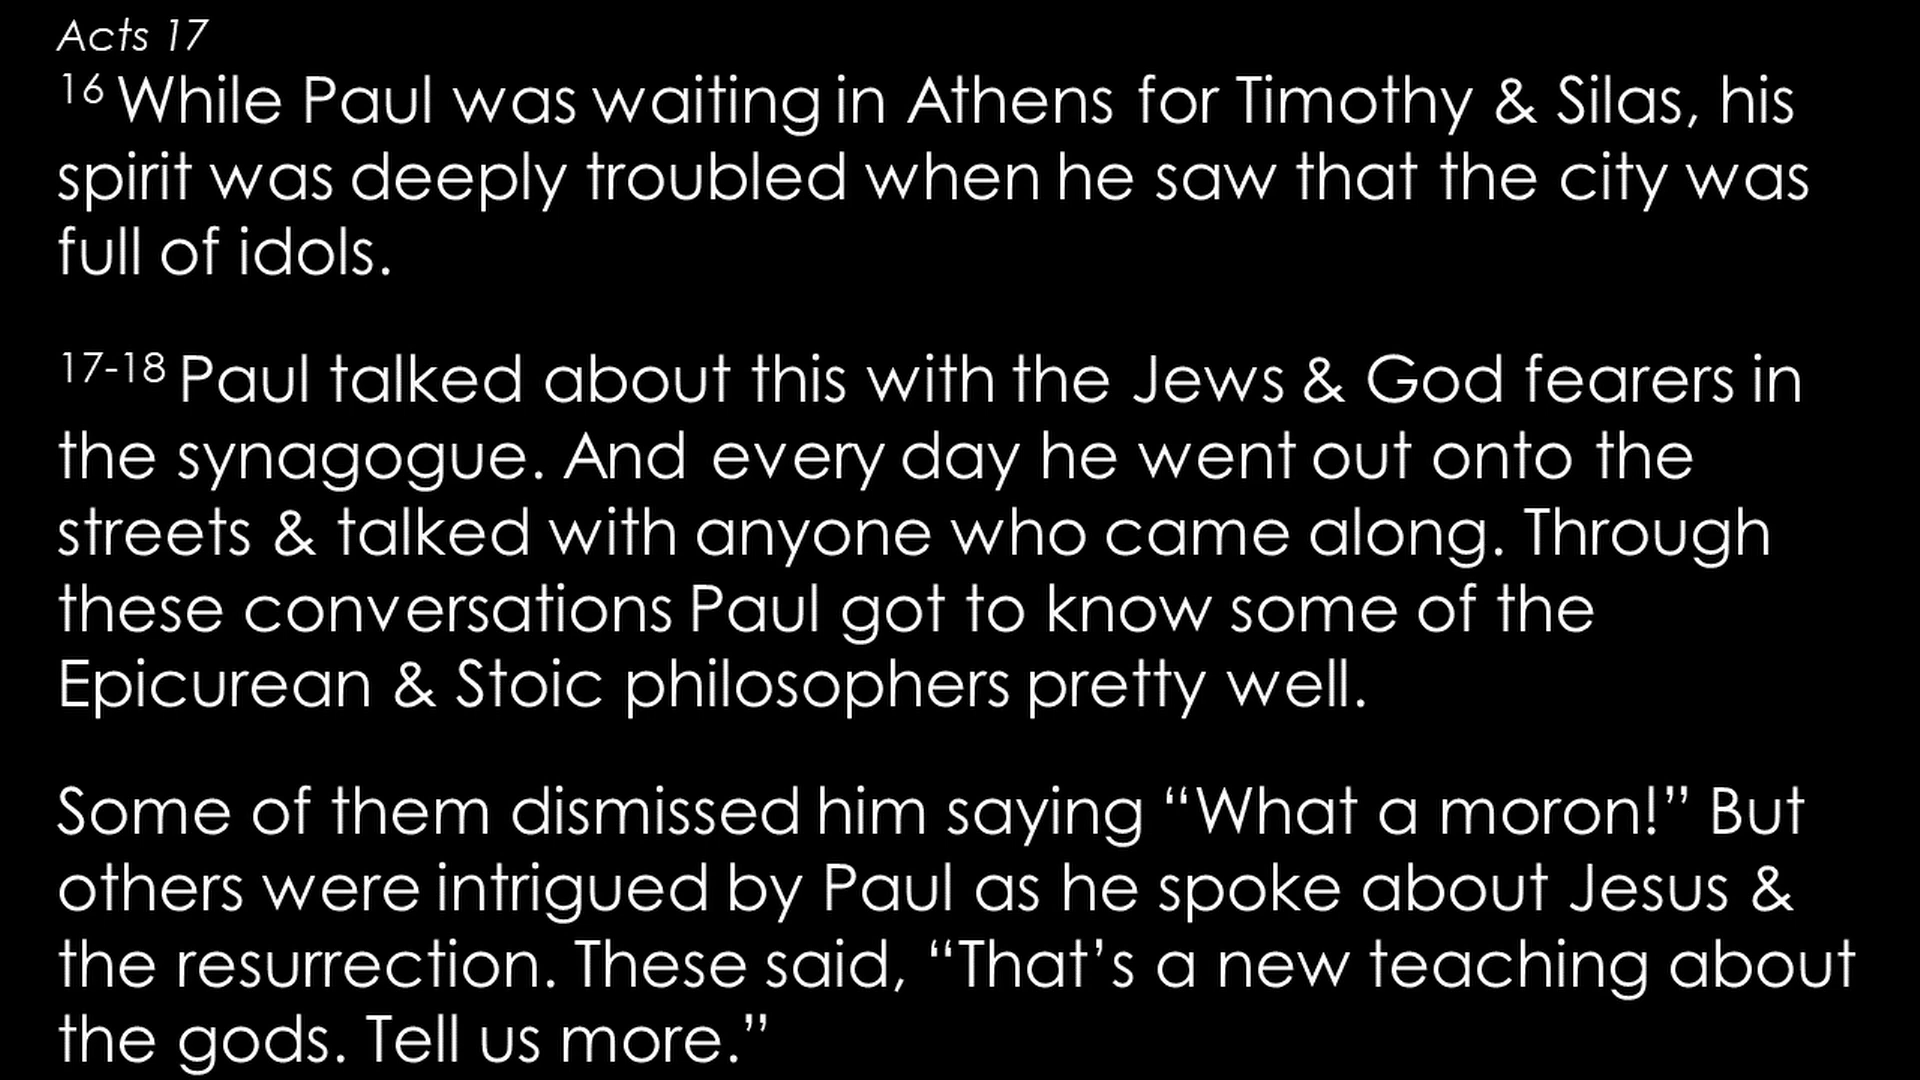 Acts 17
16 While Paul was waiting in Athens for Timothy & Silas, his
spirit was deeply troubled when he saw that the city was
full of idols.
17-18 Paul talked about this with the Jews & God fearers in
the synagogue. And every day he went out onto the
streets & talked with anyone who came along. Through
these conversations Paul got to know some of the
Epicurean & Stoic philosophers pretty well.
Some of them dismissed him saying “What a moron!” But
others were intrigued by Paul as he spoke about Jesus &
the resurrection. These said, “That’s a new teaching about
the gods. Tell us more.”